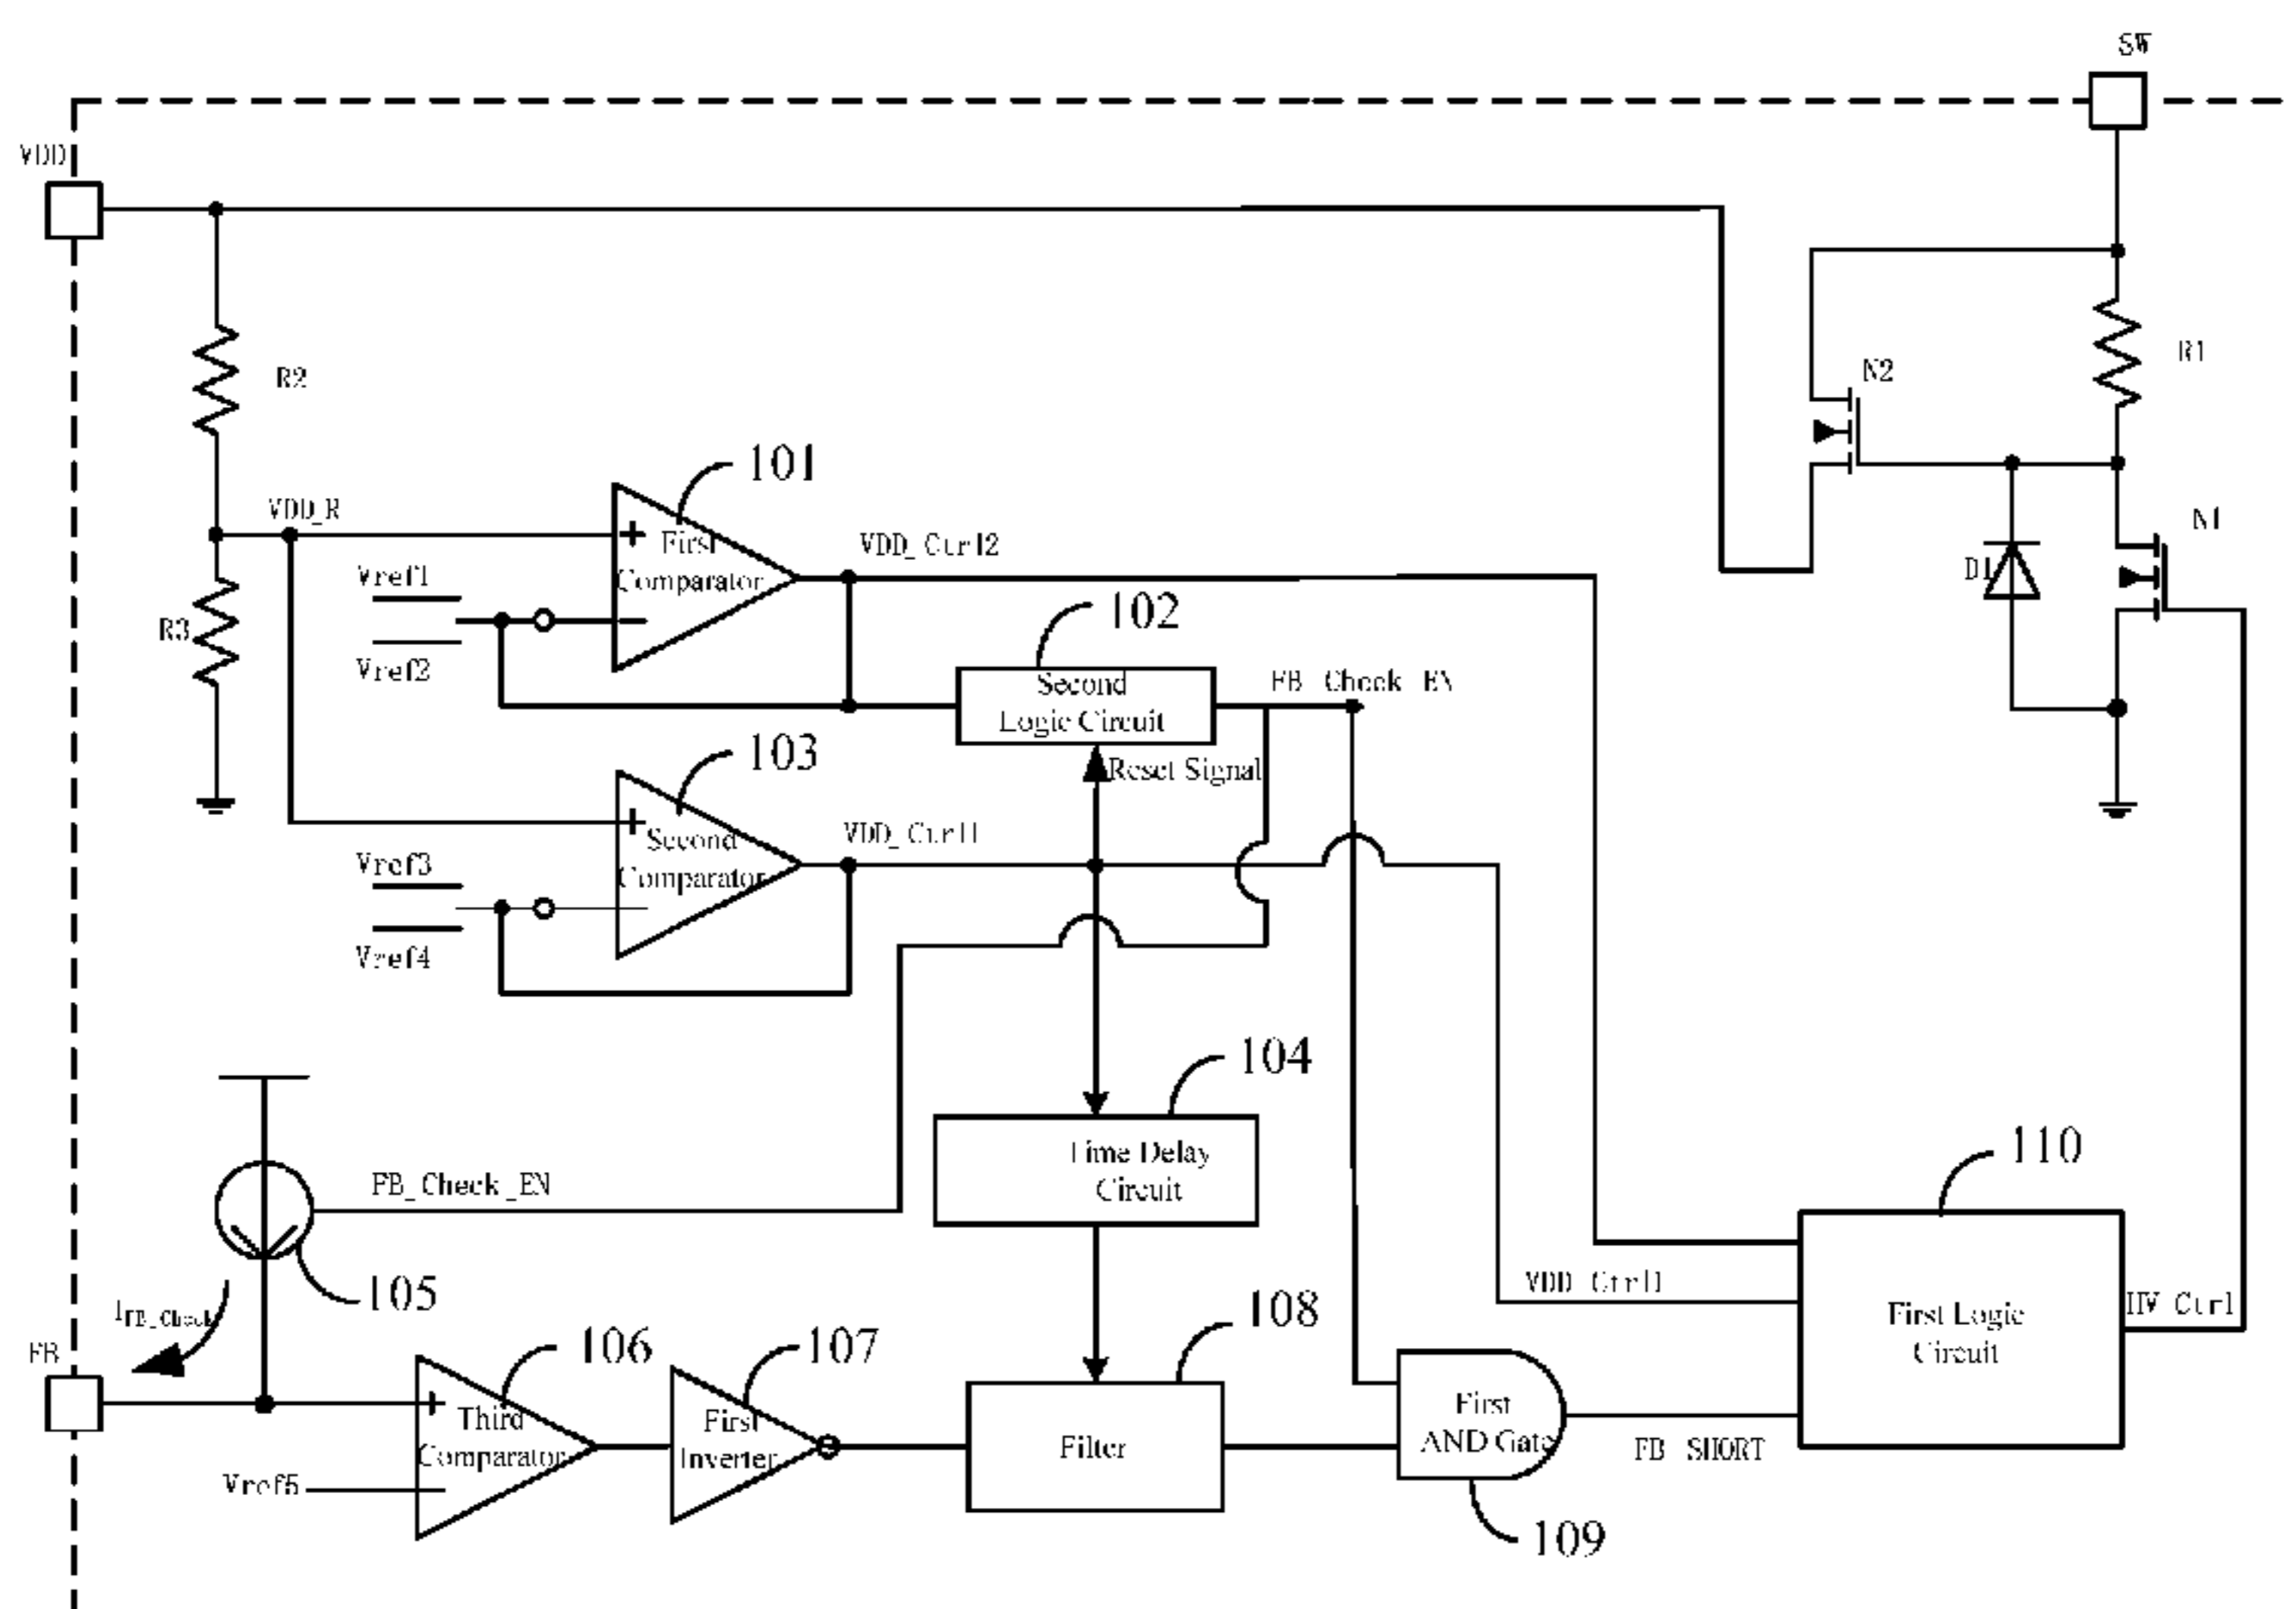 SW
VDD
R1
N2
R2
101
VDD_R
N1
+
First
Comparator
VDD_Ctrl2
Vref1
D1
102
R3
Vref2
Second
Logic Circuit
FB_Check_EN
103
Reset Signal
+
Second
Comparator
VDD_Ctrl1
Vref3
Vref4
104
Time Delay
Circuit
110
FB_Check_EN
105
VDD_Ctrl1
HV_Ctrl
First Logic
Circuit
IFB_Check
108
FB
106
107
+
Third
Comparator
First
Inverter
Filter
First
AND Gate
FB_SHORT
Vref5
109